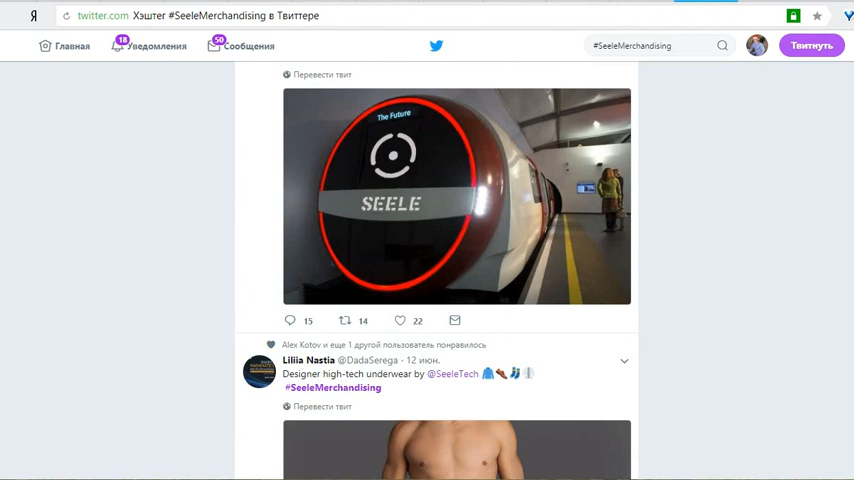 Я
twitter.com Хэштег #SeeleMerchandising в Твиттере
Главная 18 Уведомления 50 Сообщения #SeeleMerchandising Твитнуть
Перевести твит
The Future
SEELE
15 14 22
Alex Kotov и еще 1 другой пользователь понравилось
Liliia Nastia @DadaSerega · 12 июн.
Designer high-tech underwear by @SeeleTech
#SeeleMerchandising
Перевести твит